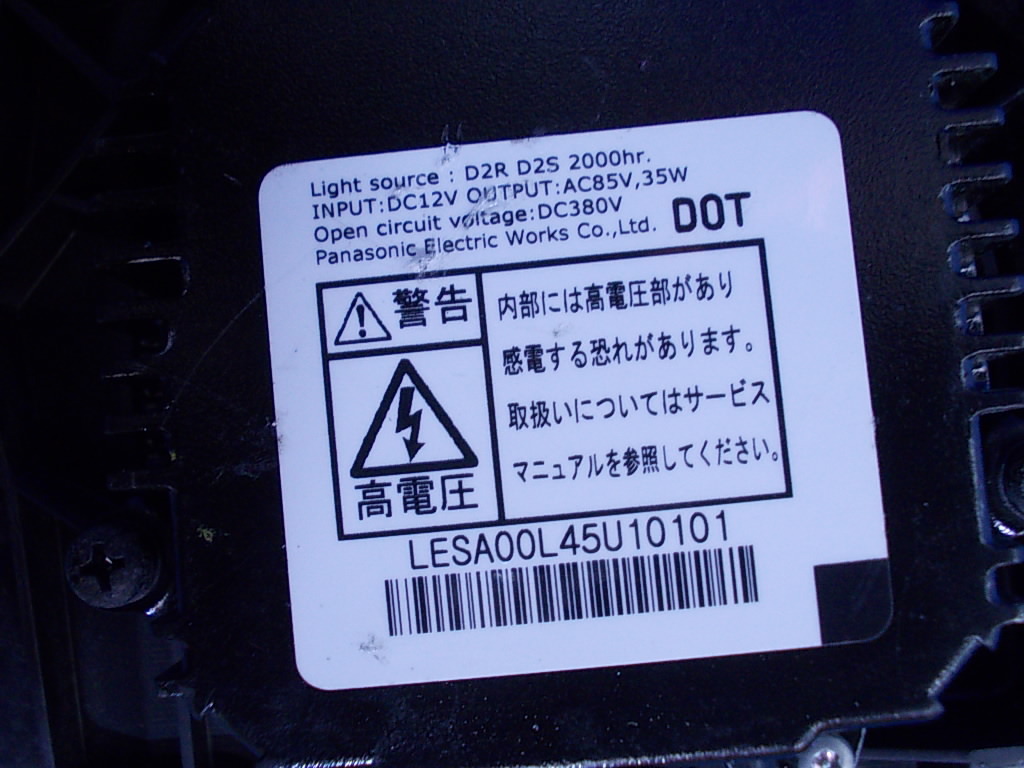 Light source : D2R D2S 2000hr.
INPUT:DC12V OUTPUT:AC85V,35W
Open circuit voltage:DC380V
Panasonic Electric Works Co.,Ltd.
DOT
警告
高電圧
内部には高電圧部があり
感電する恐れがあります。
取扱いについてはサービス
マニュアルを参照してください。
LESA00L45U10101